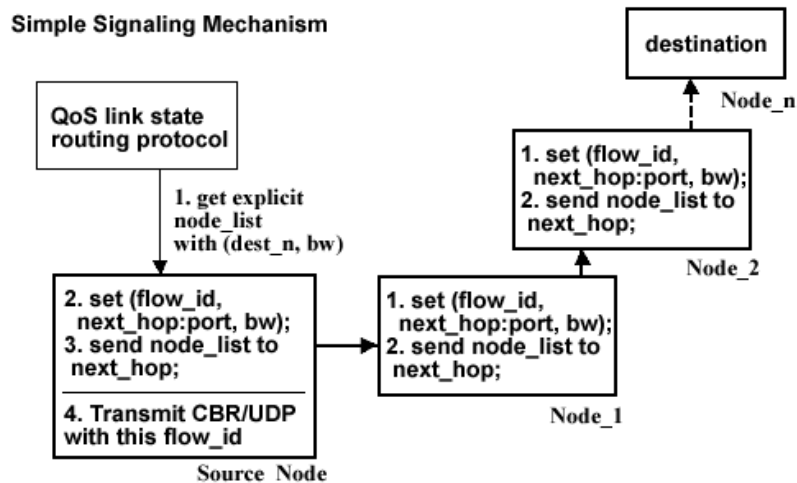 Simple Signaling Mechanism
destination
Node_n
QoS link state
routing protocol
1. get explicit
node_list
with (dest_n, bw)
1. set (flow_id,
next_hop:port, bw);
2. send node_list to
next_hop;
Node_2
2. set (flow_id,
next_hop:port, bw);
3. send node_list to
next_hop;
4. Transmit CBR/UDP
with this flow_id
Source_Node
1. set (flow_id,
next_hop:port, bw);
2. send node_list to
next_hop;
Node_1